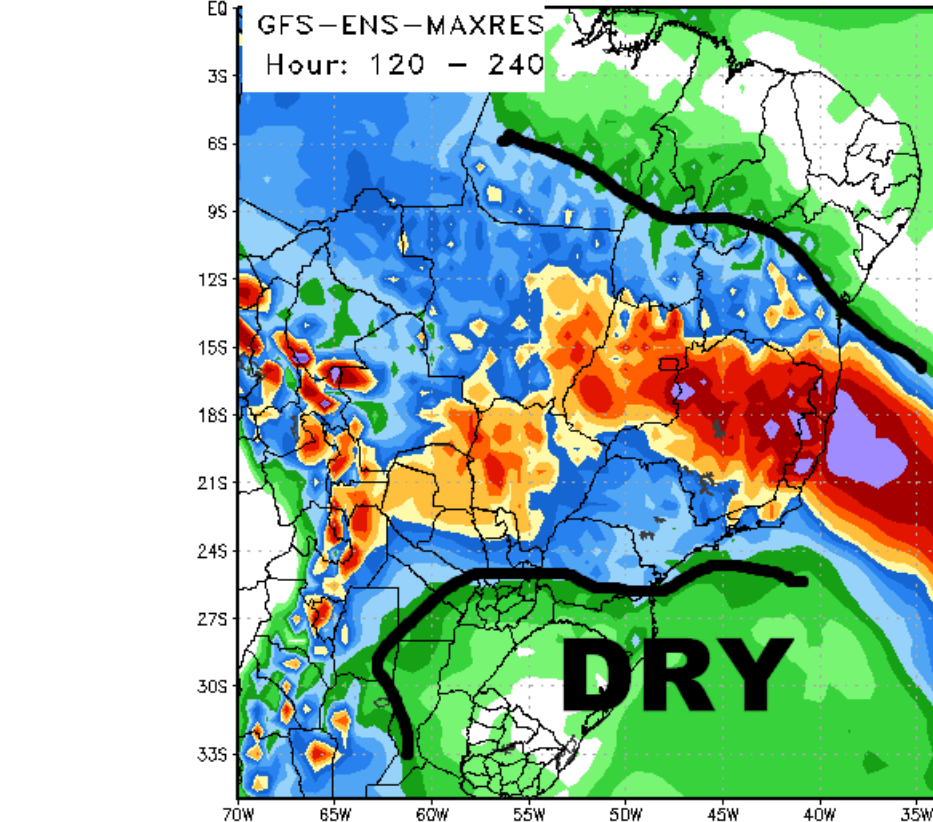 EQ
GFS-ENS-MAXRES
Hour: 120 - 240
3S
6S
9S
12S
15S
18S
21S
24S
27S
DRY
30S
33S
70W 65W 60W 55W 50W 45W 40W 35W